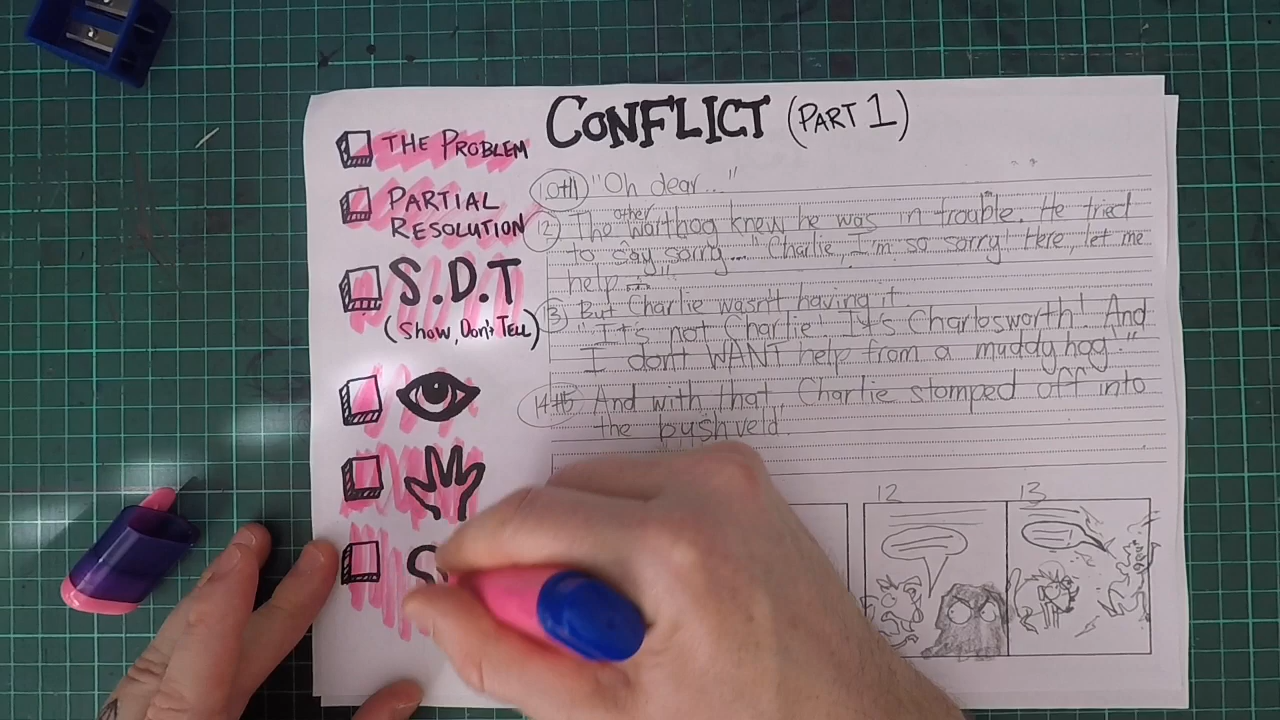 CONFLICT (PART 1)
THE PROBLEM
PARTIAL
RESOLUTION
S.D.T
(Show, Don't Tell)
10+11 "Oh dear..."
12 The other warthog knew he was in trouble. He tried
to say sorry... "Charlie, I'm so sorry! Here, let me
help..."
13 But Charlie wasn't having it.
"It's not Charlie! It's Charlosworth! And
I don't WANT help from a muddy hog!"
And with that, Charlie stomped off into
the bushveld.
12
13